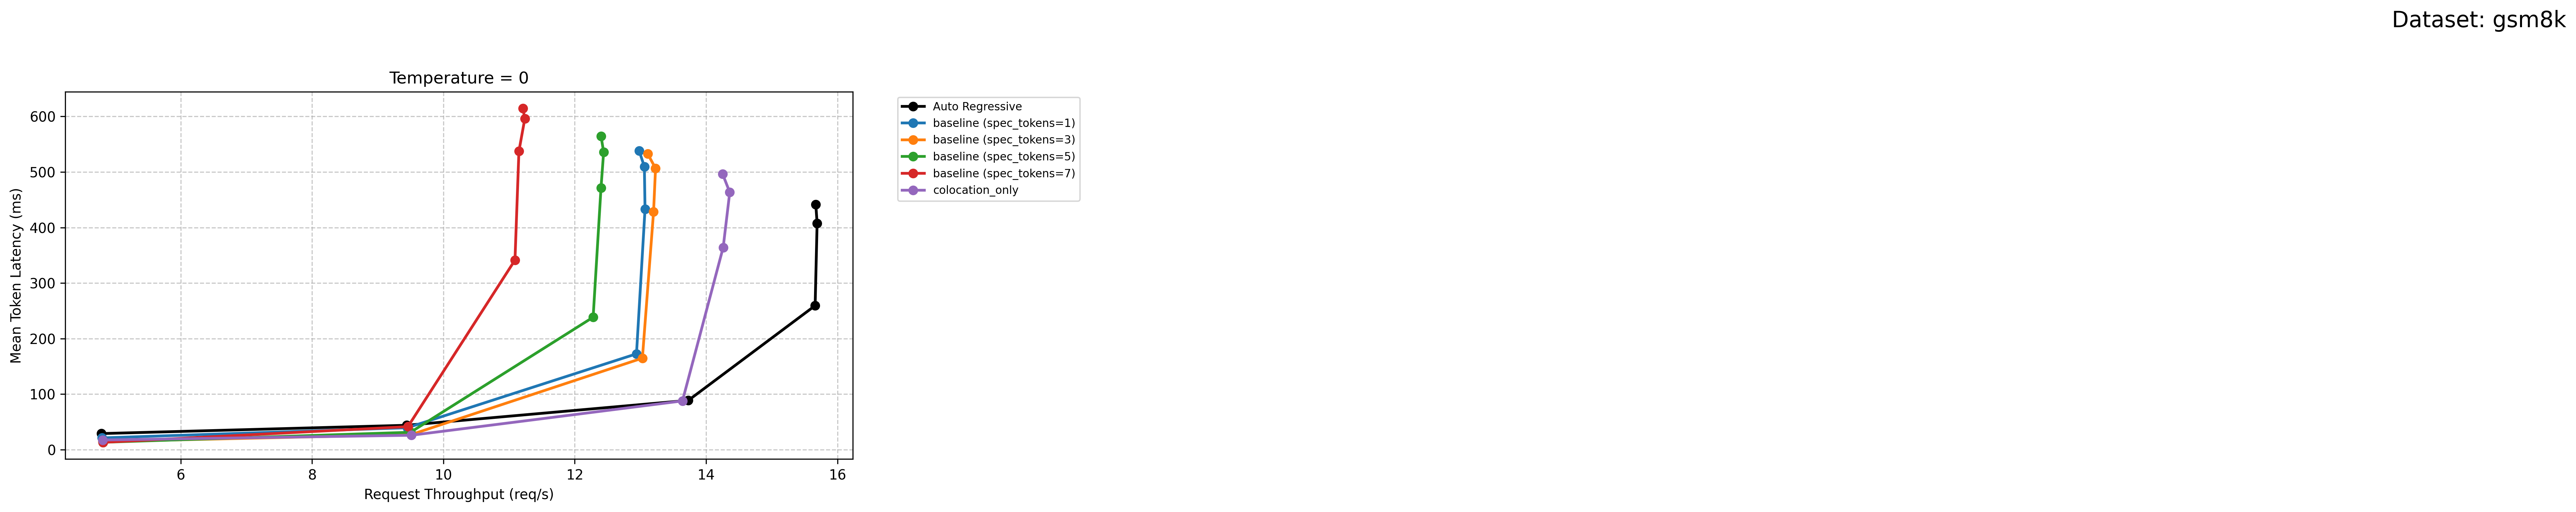 Dataset: gsm8k
Temperature = 0
Mean Token Latency (ms)
600
500
400
300
200
100
0
6
8
10
12
14
16
Request Throughput (req/s)
Auto Regressive
baseline (spec_tokens=1)
baseline (spec_tokens=3)
baseline (spec_tokens=5)
baseline (spec_tokens=7)
colocation_only